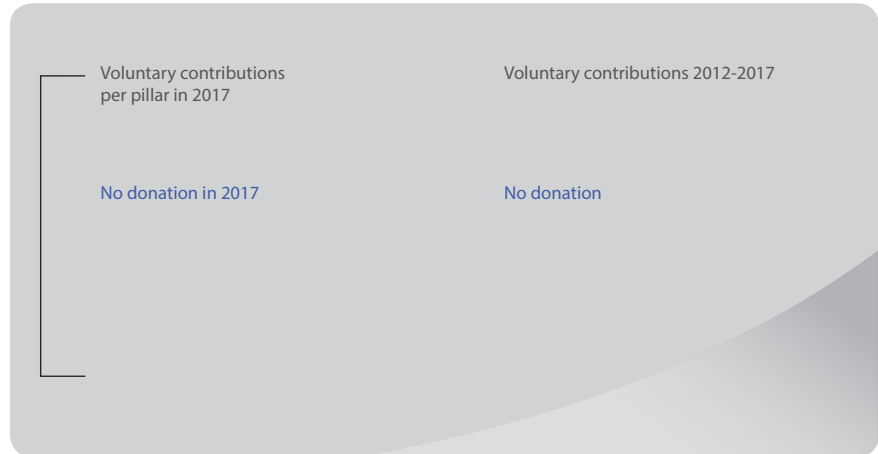 Voluntary contributions
per pillar in 2017
Voluntary contributions 2012-2017
No donation in 2017
No donation